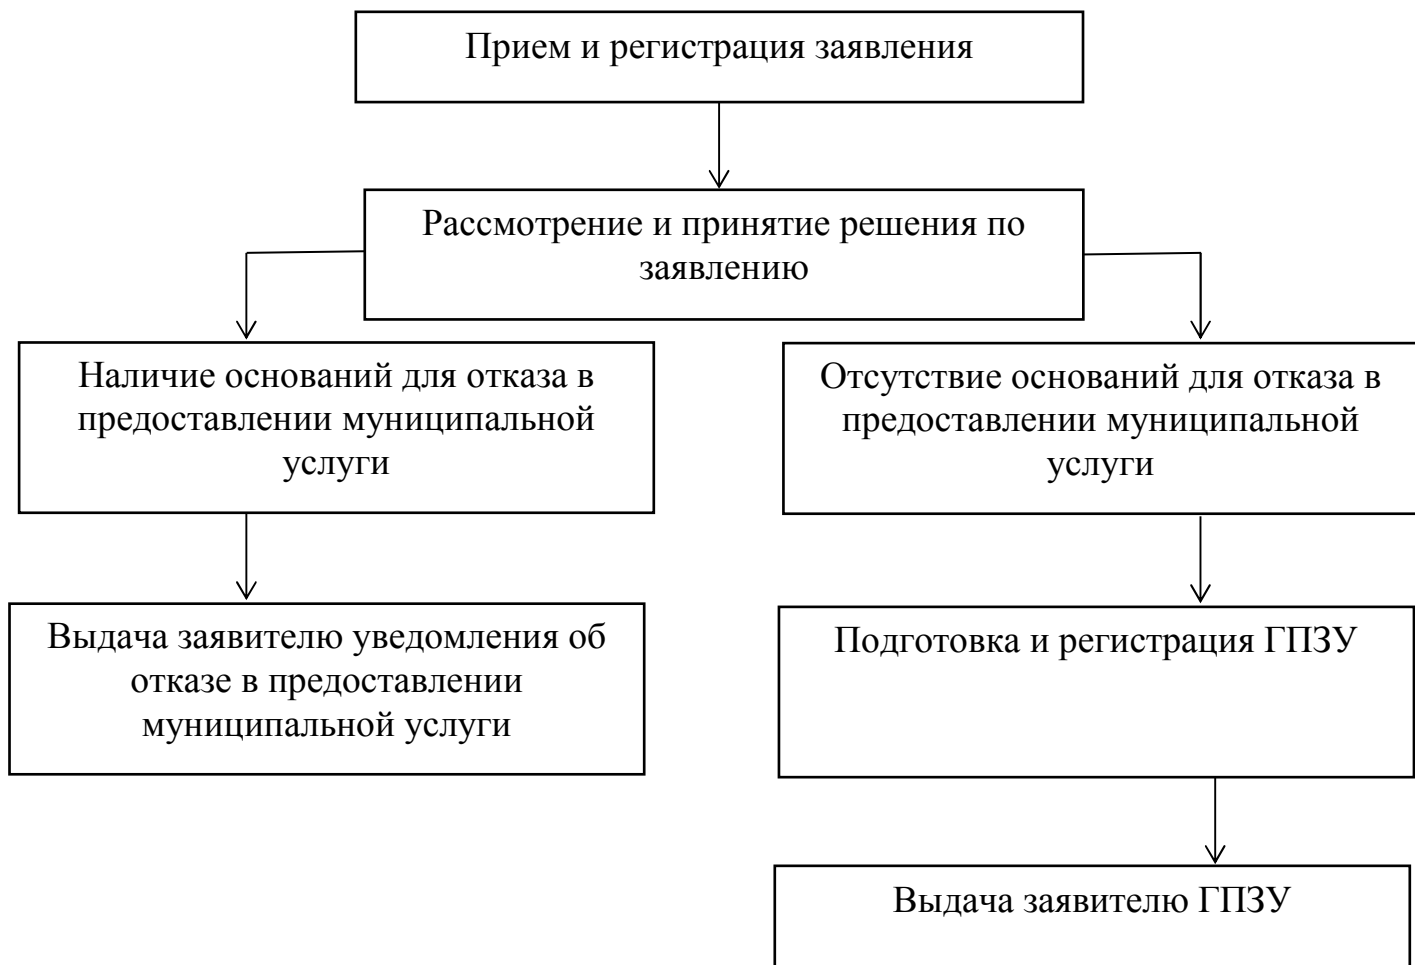 Прием и регистрация заявления
Рассмотрение и принятие решения по
заявлению
Наличие оснований для отказа в
предоставлении муниципальной
услуги
Отсутствие оснований для отказа в
предоставлении муниципальной
услуги
Выдача заявителю уведомления об
отказе в предоставлении
муниципальной услуги
Подготовка и регистрация ГПЗУ
Выдача заявителю ГПЗУ